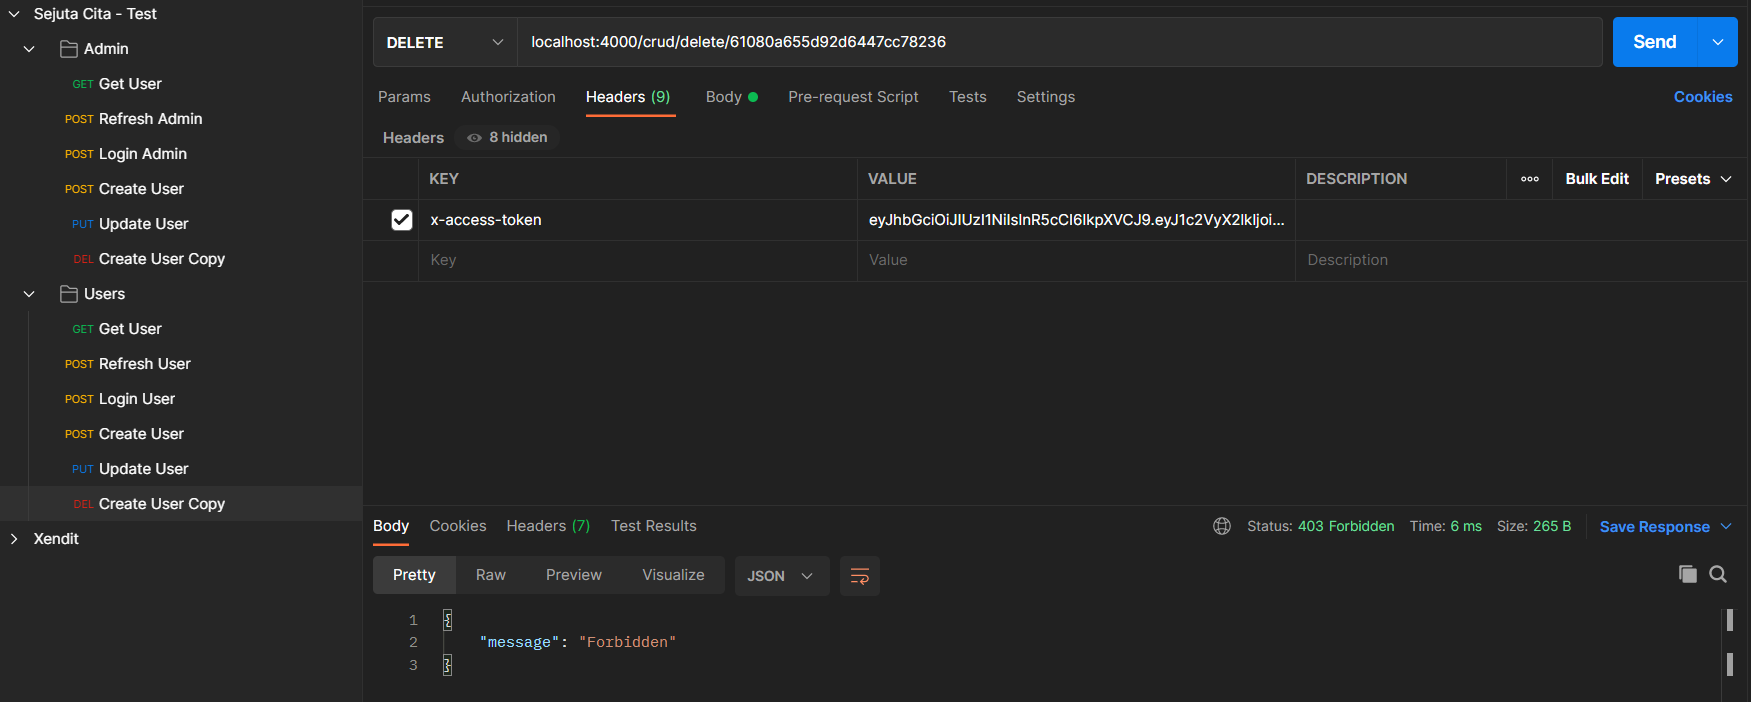 Sejuta Cita - Test
Admin
GET Get User
POST Refresh Admin
POST Login Admin
POST Create User
PUT Update User
DEL Create User Copy
Users
GET Get User
POST Refresh User
POST Login User
POST Create User
PUT Update User
DEL Create User Copy
Xendit
DELETE localhost:4000/crud/delete/61080a655d92d6447cc78236 Send
Params Authorization Headers (9) Body Pre-request Script Tests Settings Cookies
Headers 8 hidden
KEY VALUE DESCRIPTION Bulk Edit Presets
x-access-token eyJhbGciOiJIUzI1NiIsInR5cCI6IkpXVCJ9.eyJ1c2VyX2lkIjoi...
Key Value Description
Body Cookies Headers (7) Test Results Status: 403 Forbidden Time: 6 ms Size: 265 B Save Response
Pretty Raw Preview Visualize JSON
1 {
2 "message": "Forbidden"
3 }